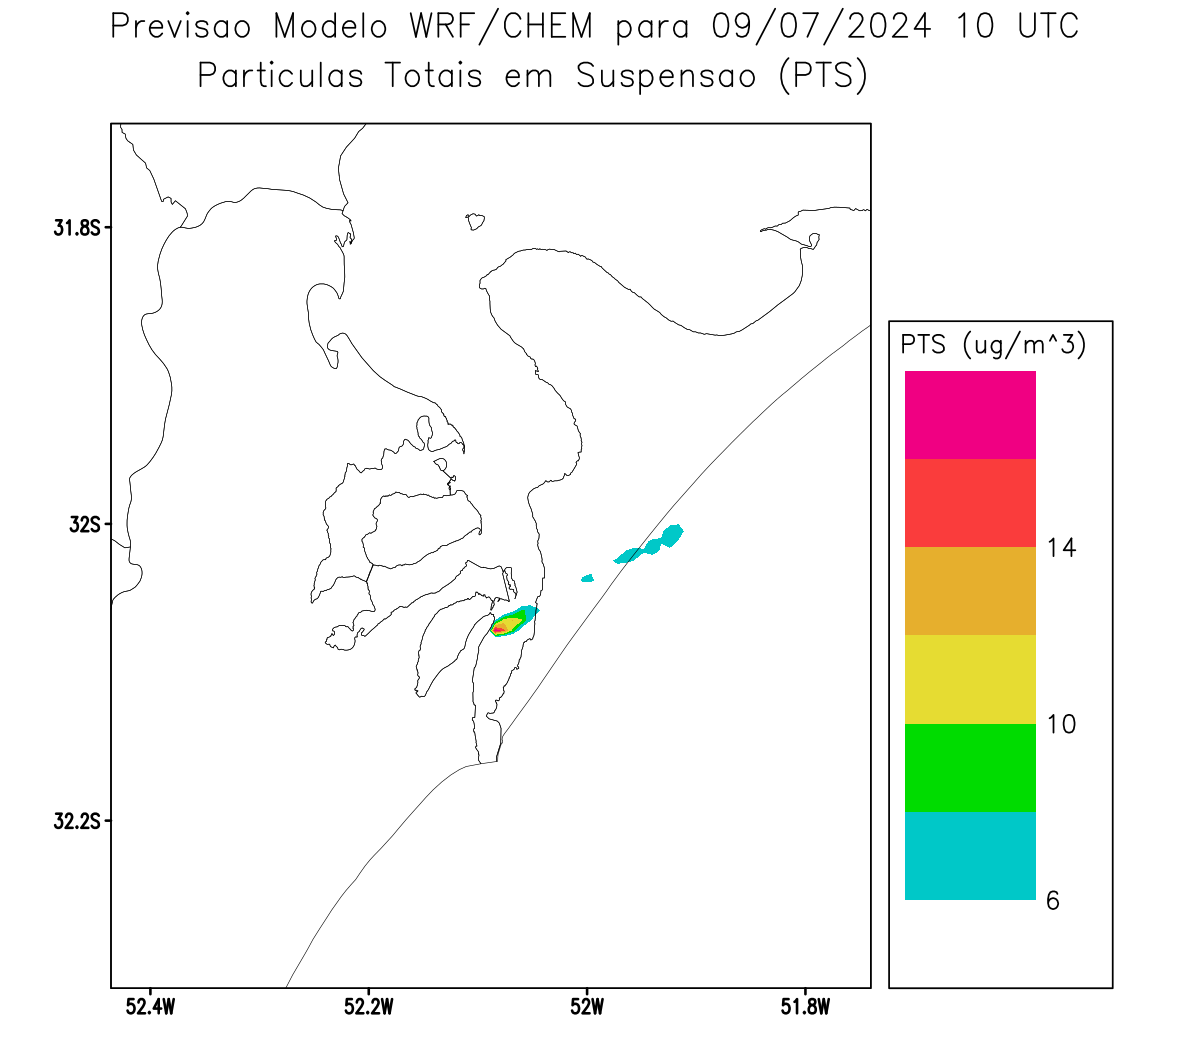 Previsao Modelo WRF/CHEM para 09/07/2024 10 UTC
Particulas Totais em Suspensao (PTS)
31.8S
32S
32.2S
52.4W
52.2W
52W
51.8W
PTS (ug/m^3)
14
10
6